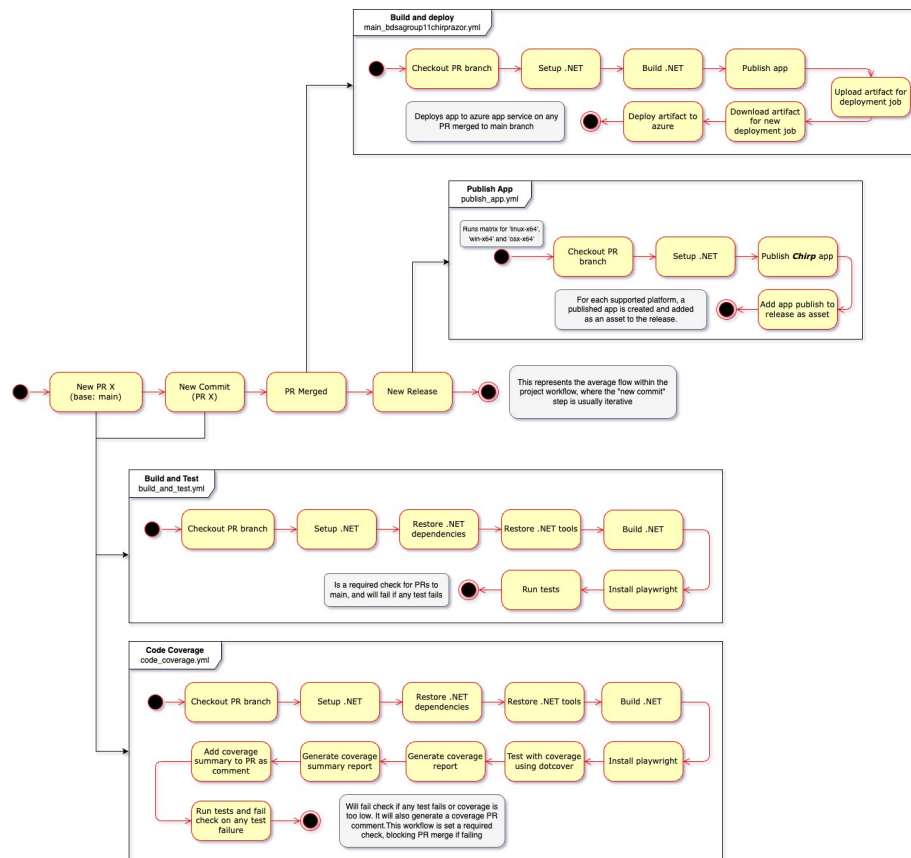 Build and deploy
main_bdsagroup11chirprazor.yml
Checkout PR branch
Setup .NET
Build .NET
Publish app
Upload artifact for
deployment job
Download artifact
for new
deployment job
Deploy artifact to
azure
Deploys app to azure app service on any
PR merged to main branch
Publish App
publish_app.yml
Runs matrix for 'linux-x64',
'win-x64' and 'osx-x64'
Checkout PR
branch
Setup .NET
Publish Chirp app
Add app publish to
release as asset
For each supported platform, a
published app is created and added
as an asset to the release.
New PR X
(base: main)
New Commit
(PR X)
PR Merged
New Release
This represents the average flow within the
project workflow, where the "new commit"
step is usually iterative
Build and Test
build_and_test.yml
Checkout PR branch
Setup .NET
Restore .NET
dependencies
Restore .NET tools
Build .NET
Install playwright
Run tests
Is a required check for PRs to
main, and will fail if any test fails
Code Coverage
code_coverage.yml
Checkout PR branch
Setup .NET
Restore .NET
dependencies
Restore .NET tools
Build .NET
Install playwright
Test with coverage
using dotcover
Generate coverage
report
Generate coverage
summary report
Add coverage
summary to PR as
comment
Run tests and fail
check on any test
failure
Will fail check if any test fails or coverage is
too low. It will also generate a coverage PR
comment.This workflow is set a required
check, blocking PR merge if failing